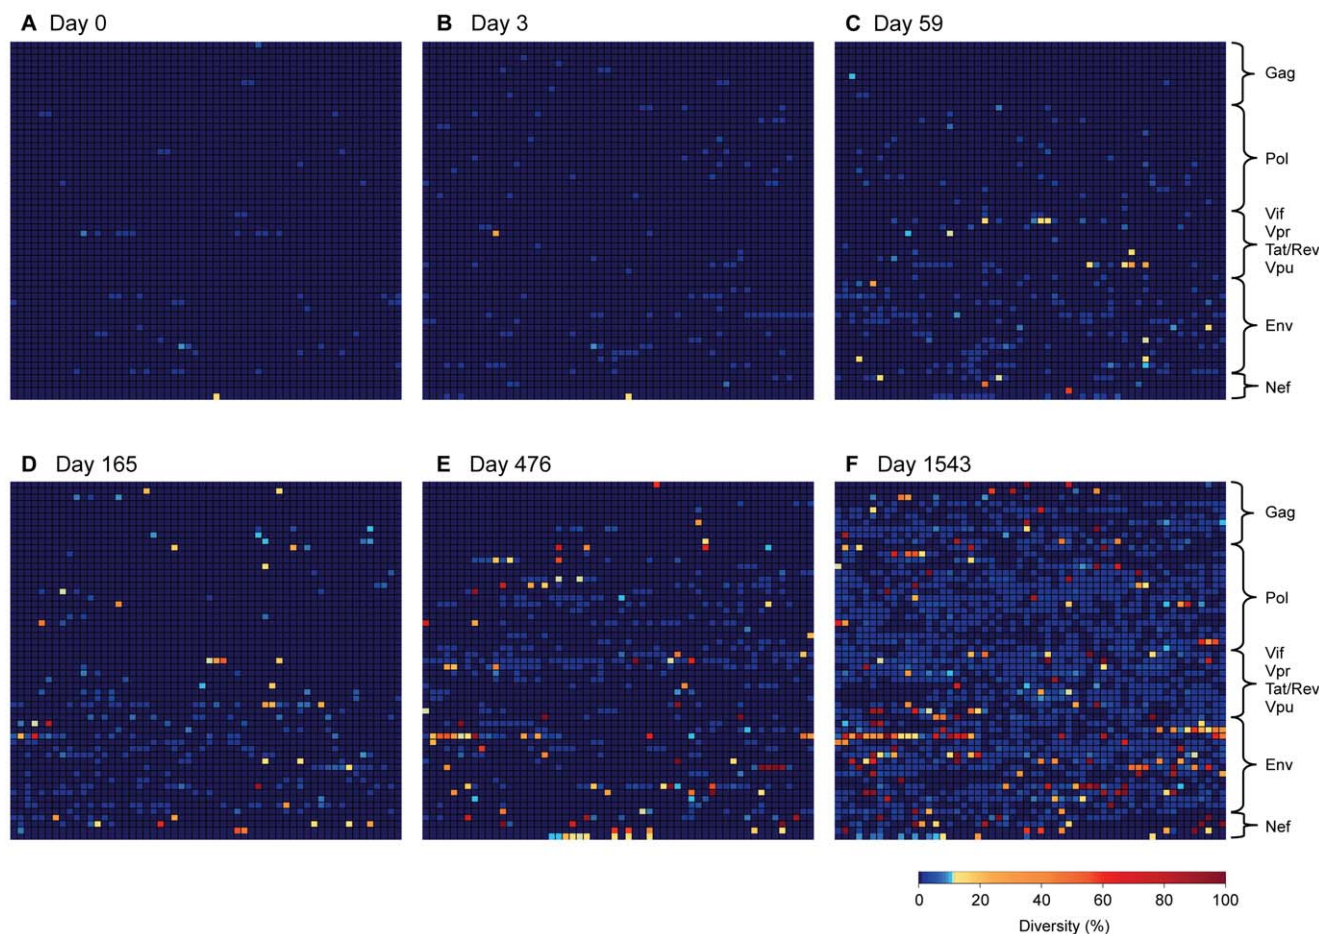 A Day 0
B Day 3
C Day 59
Gag
Pol
Vif
Vpr
Tat/Rev
Vpu
Env
Nef
D Day 165
E Day 476
F Day 1543
Gag
Pol
Vif
Vpr
Tat/Rev
Vpu
Env
Nef
0 20 40 60 80 100
Diversity (%)